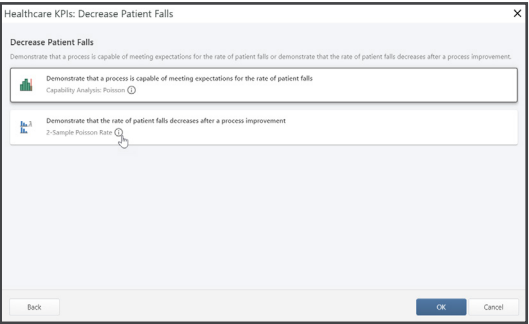 Healthcare KPIs: Decrease Patient Falls
Decrease Patient Falls
Demonstrate that a process is capable of meeting expectations for the rate of patient falls or demonstrate that the rate of patient falls decreases after a process improvement.
Demonstrate that a process is capable of meeting expectations for the rate of patient falls
Capability Analysis: Poisson
Demonstrate that the rate of patient falls decreases after a process improvement
2-Sample Poisson Rate
Back
OK
Cancel